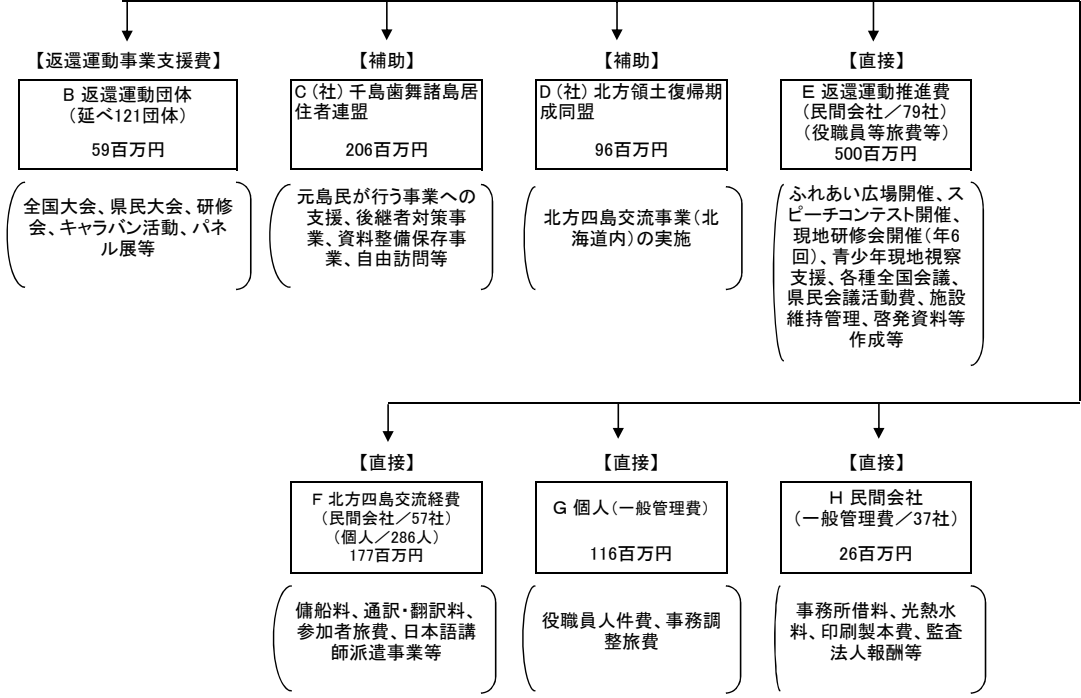 【返還運動事業支援費】
B 返還運動団体
(延べ121団体)
59百万円
全国大会、県民大会、研修
会、キャラバン活動、パネ
ル展等
【補助】
C (社) 千島歯舞諸島居
住者連盟
206百万円
元島民が行う事業への
支援、後継者対策事
業、資料整備保存事
業、自由訪問等
【補助】
D (社) 北方領土復帰期
成同盟
96百万円
北方四島交流事業(北
海道内)の実施
【直接】
E 返還運動推進費
(民間会社/79社)
(役職員等旅費等)
500百万円
ふれあい広場開催、ス
ピーチコンテスト開催、
現地研修会開催(年6
回)、青少年現地視察
支援、各種全国会議、
県民会議活動費、施設
維持管理、啓発資料等
作成等
【直接】
F 北方四島交流経費
(民間会社/57社)
(個人/286人)
177百万円
傭船料、通訳・翻訳料、
参加者旅費、日本語講
師派遣事業等
【直接】
G 個人(一般管理費)
116百万円
役職員人件費、事務調
整旅費
【直接】
H 民間会社
(一般管理費/37社)
26百万円
事務所借料、光熱水
料、印刷製本費、監査
法人報酬等